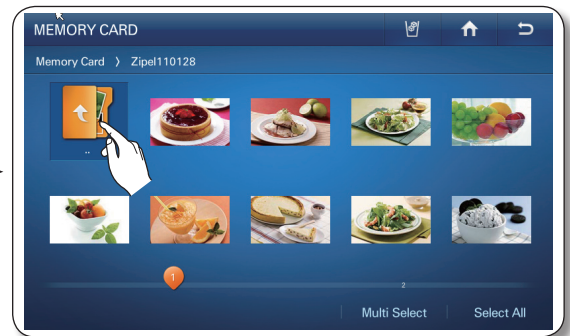 MEMORY CARD
Memory Card 〉 Zipel110128
..
1
2
Multi Select
Select All